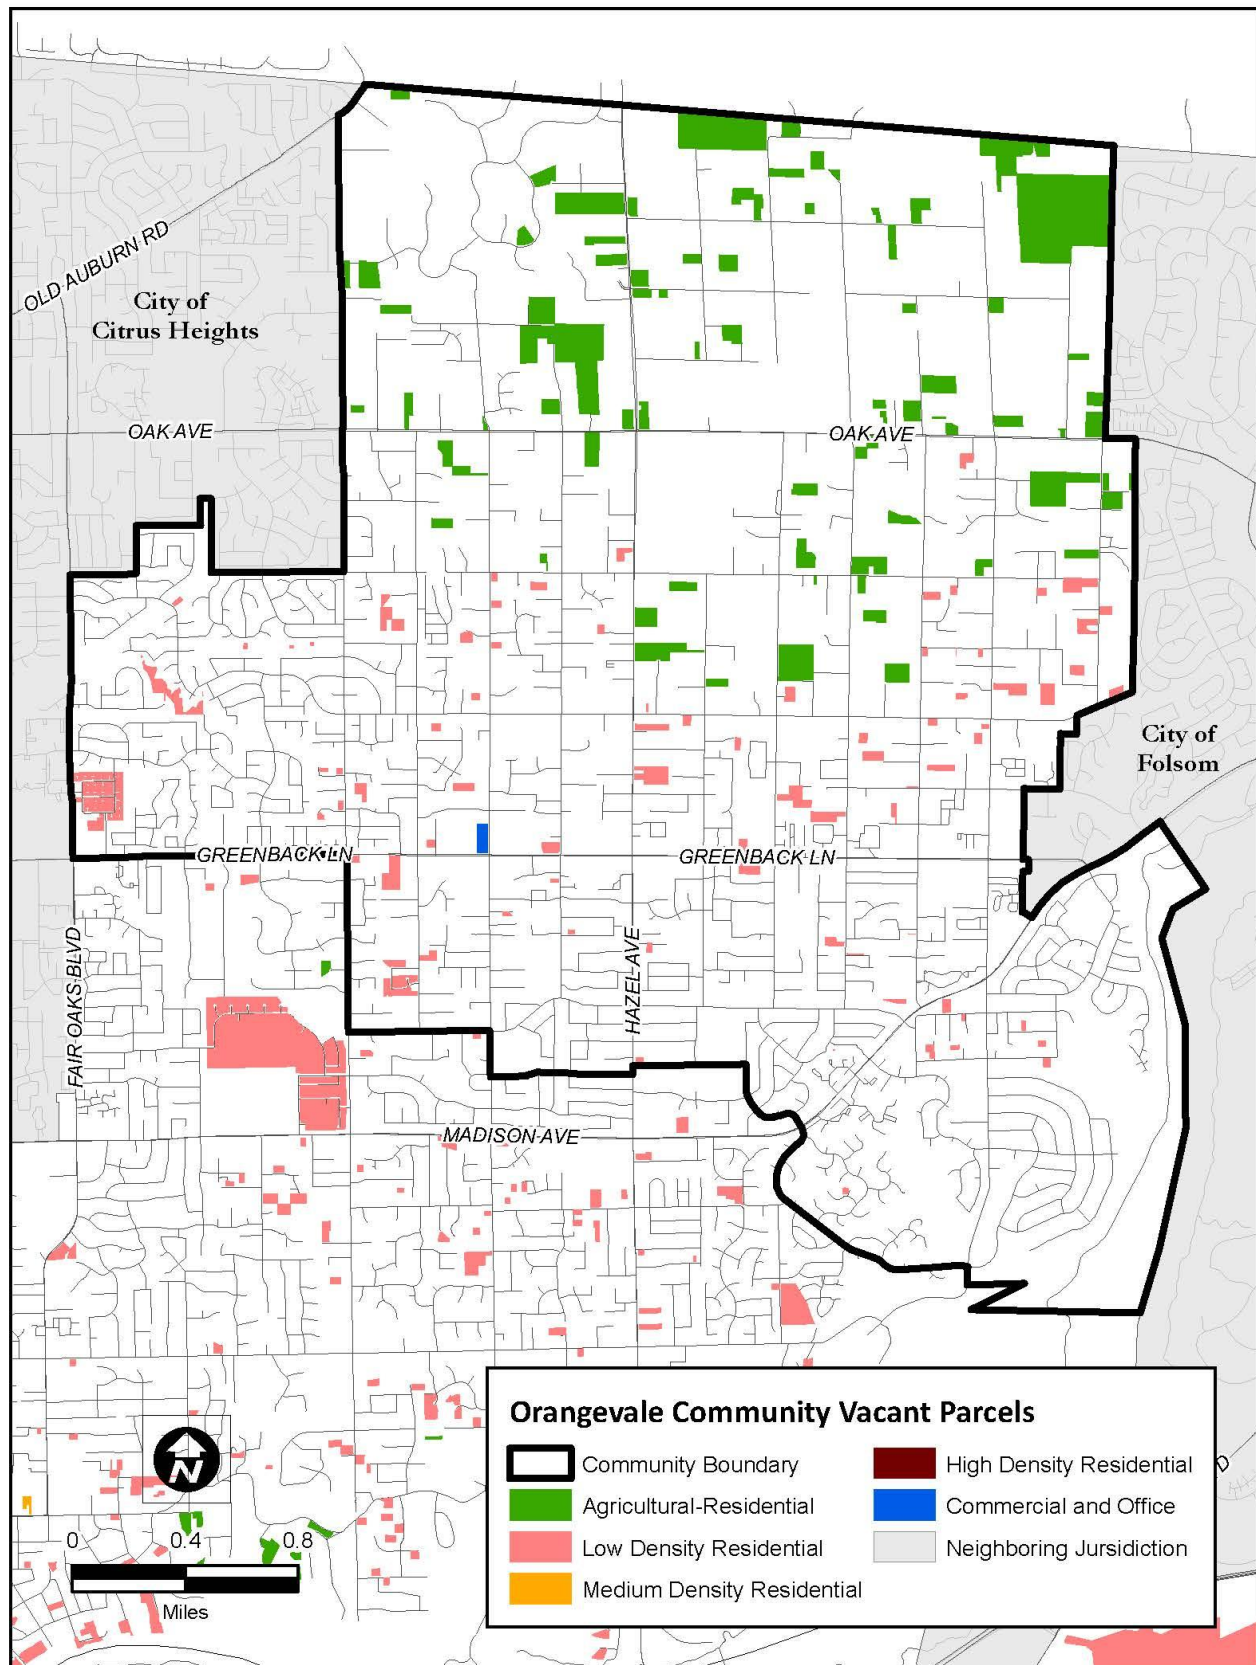 OLD AUBURN RD
City of
Citrus Heights
OAK AVE
OAK AVE
City of
Folsom
GREENBACK LN
GREENBACK LN
FAIR OAKS BLVD
HAZEL AVE
MADISON AVE
N
0 0.4 0.8
Miles
Orangevale Community Vacant Parcels
Community Boundary
Agricultural-Residential
Low Density Residential
Medium Density Residential
High Density Residential
Commercial and Office
Neighboring Jursidiction
D